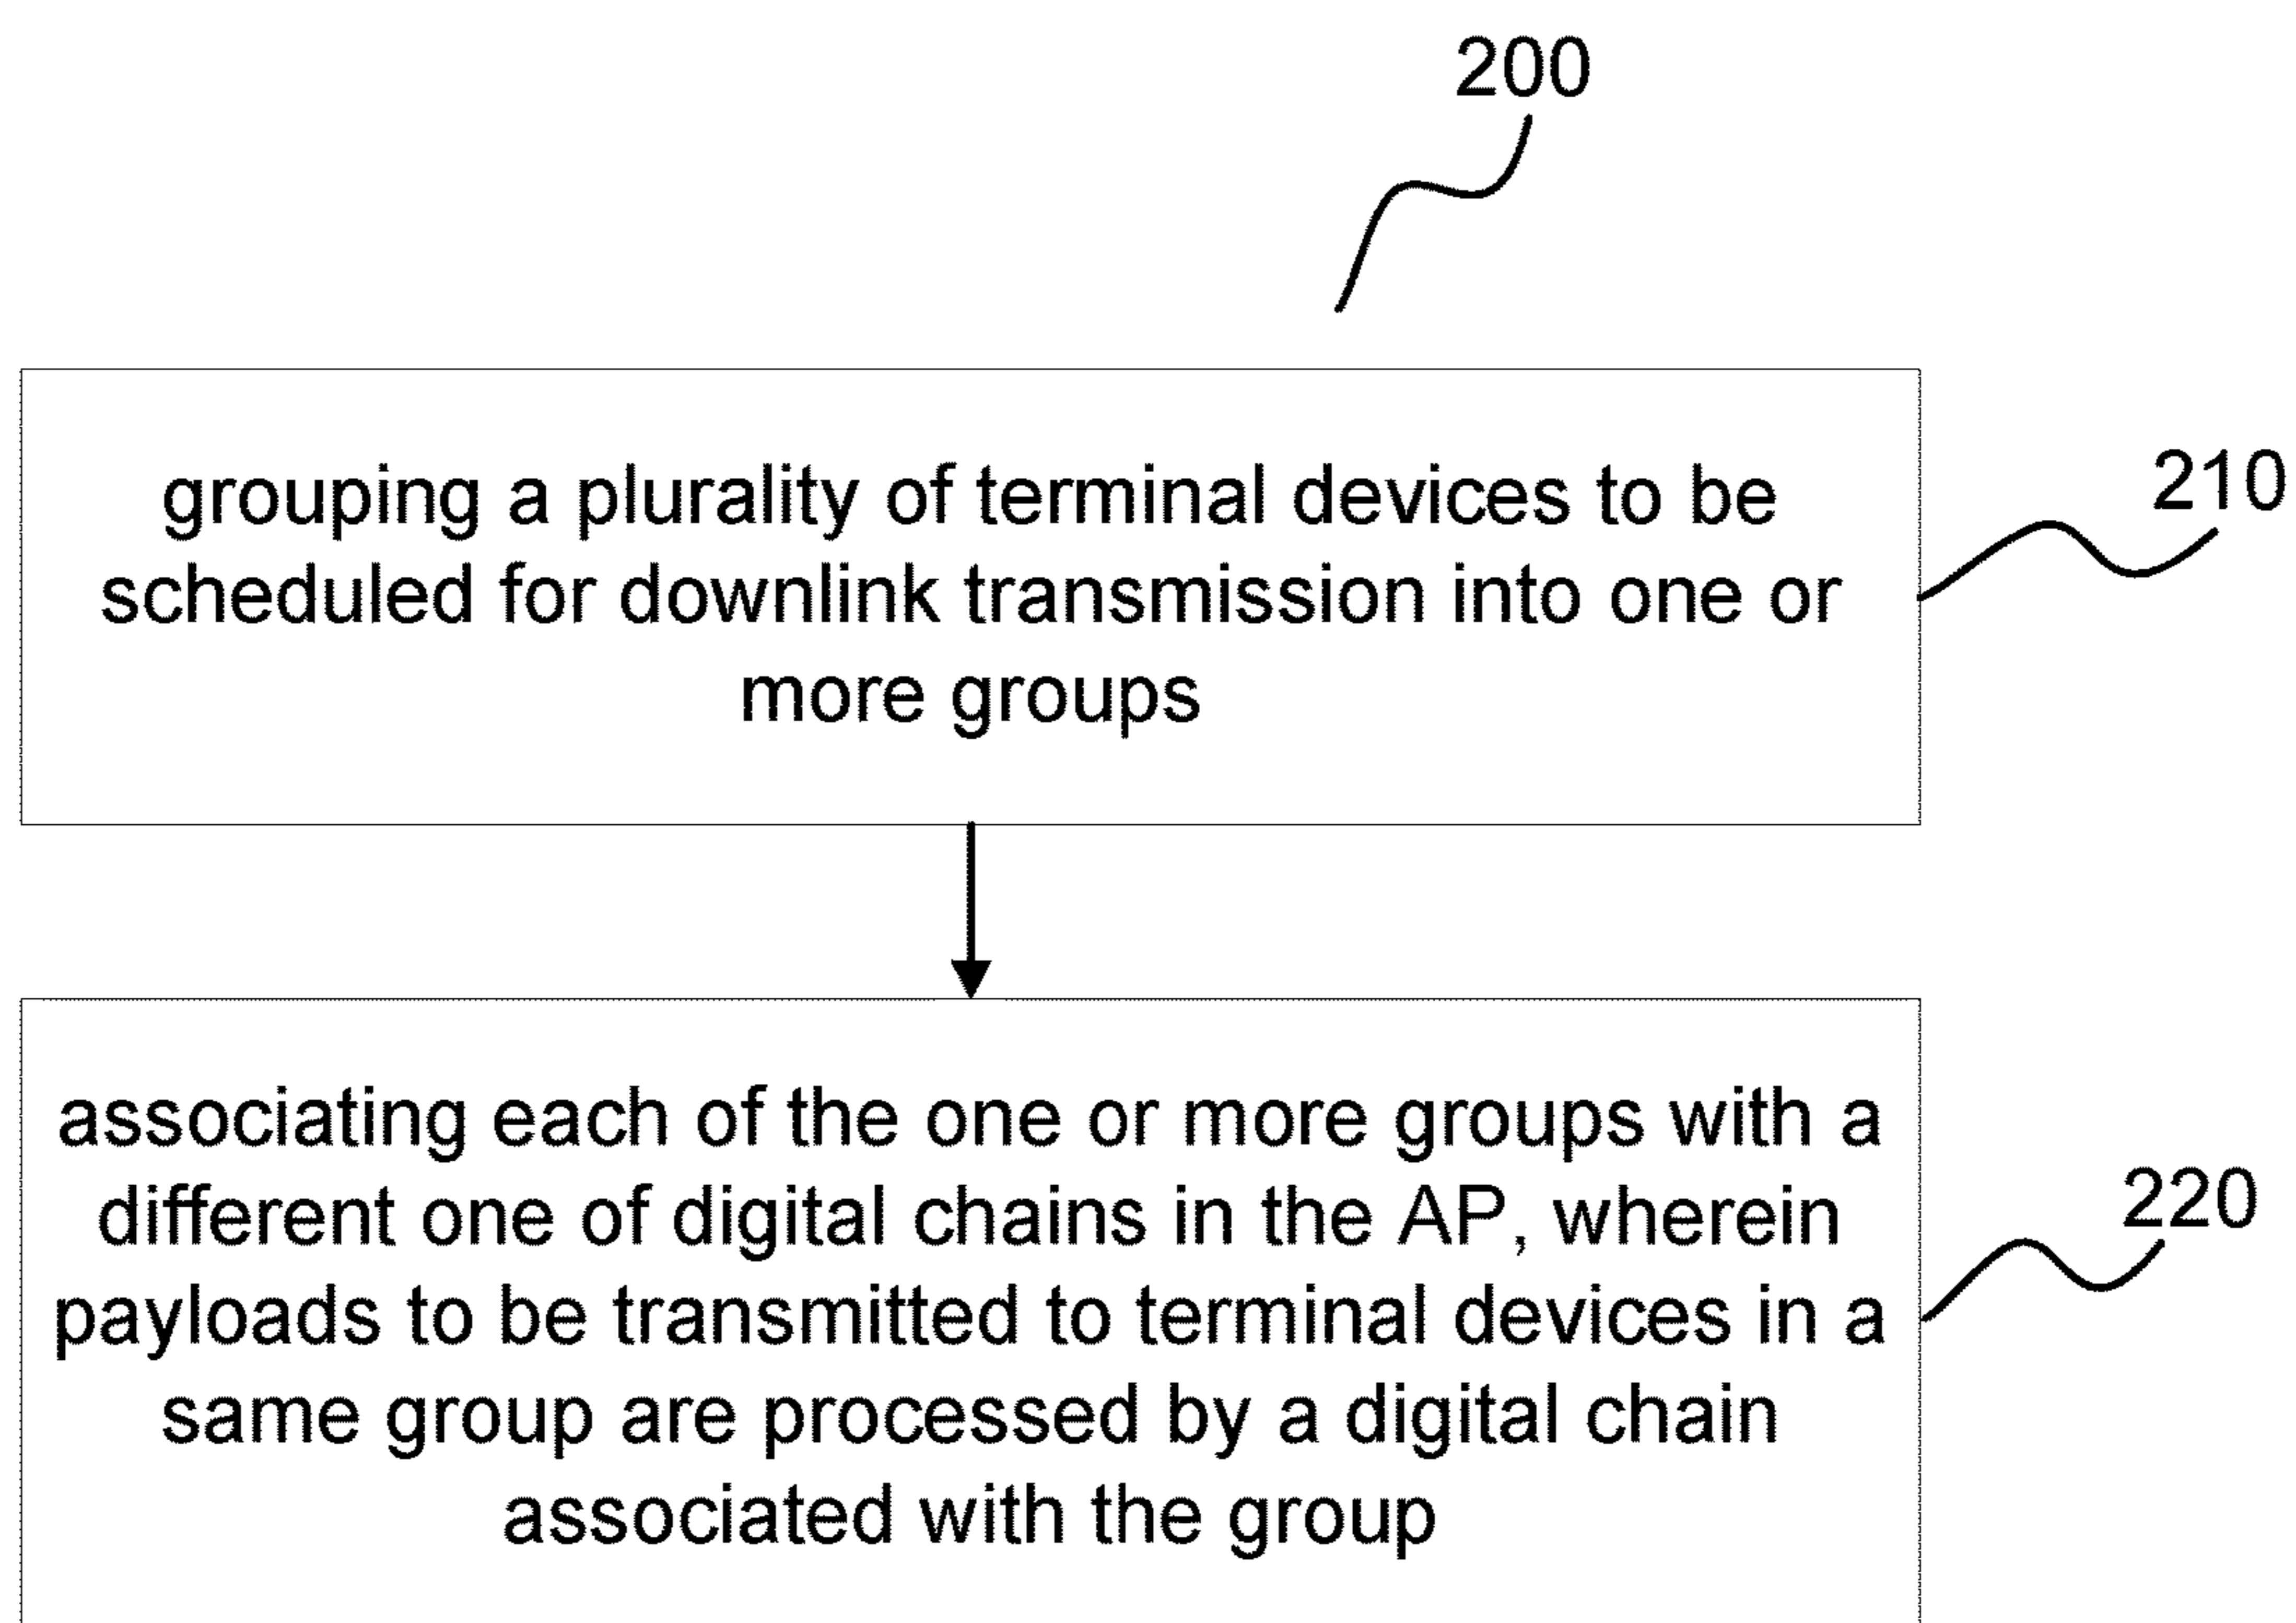 200
grouping a plurality of terminal devices to be
scheduled for downlink transmission into one or
more groups
210
associating each of the one or more groups with a
different one of digital chains in the AP, wherein
payloads to be transmitted to terminal devices in a
same group are processed by a digital chain
associated with the group
220